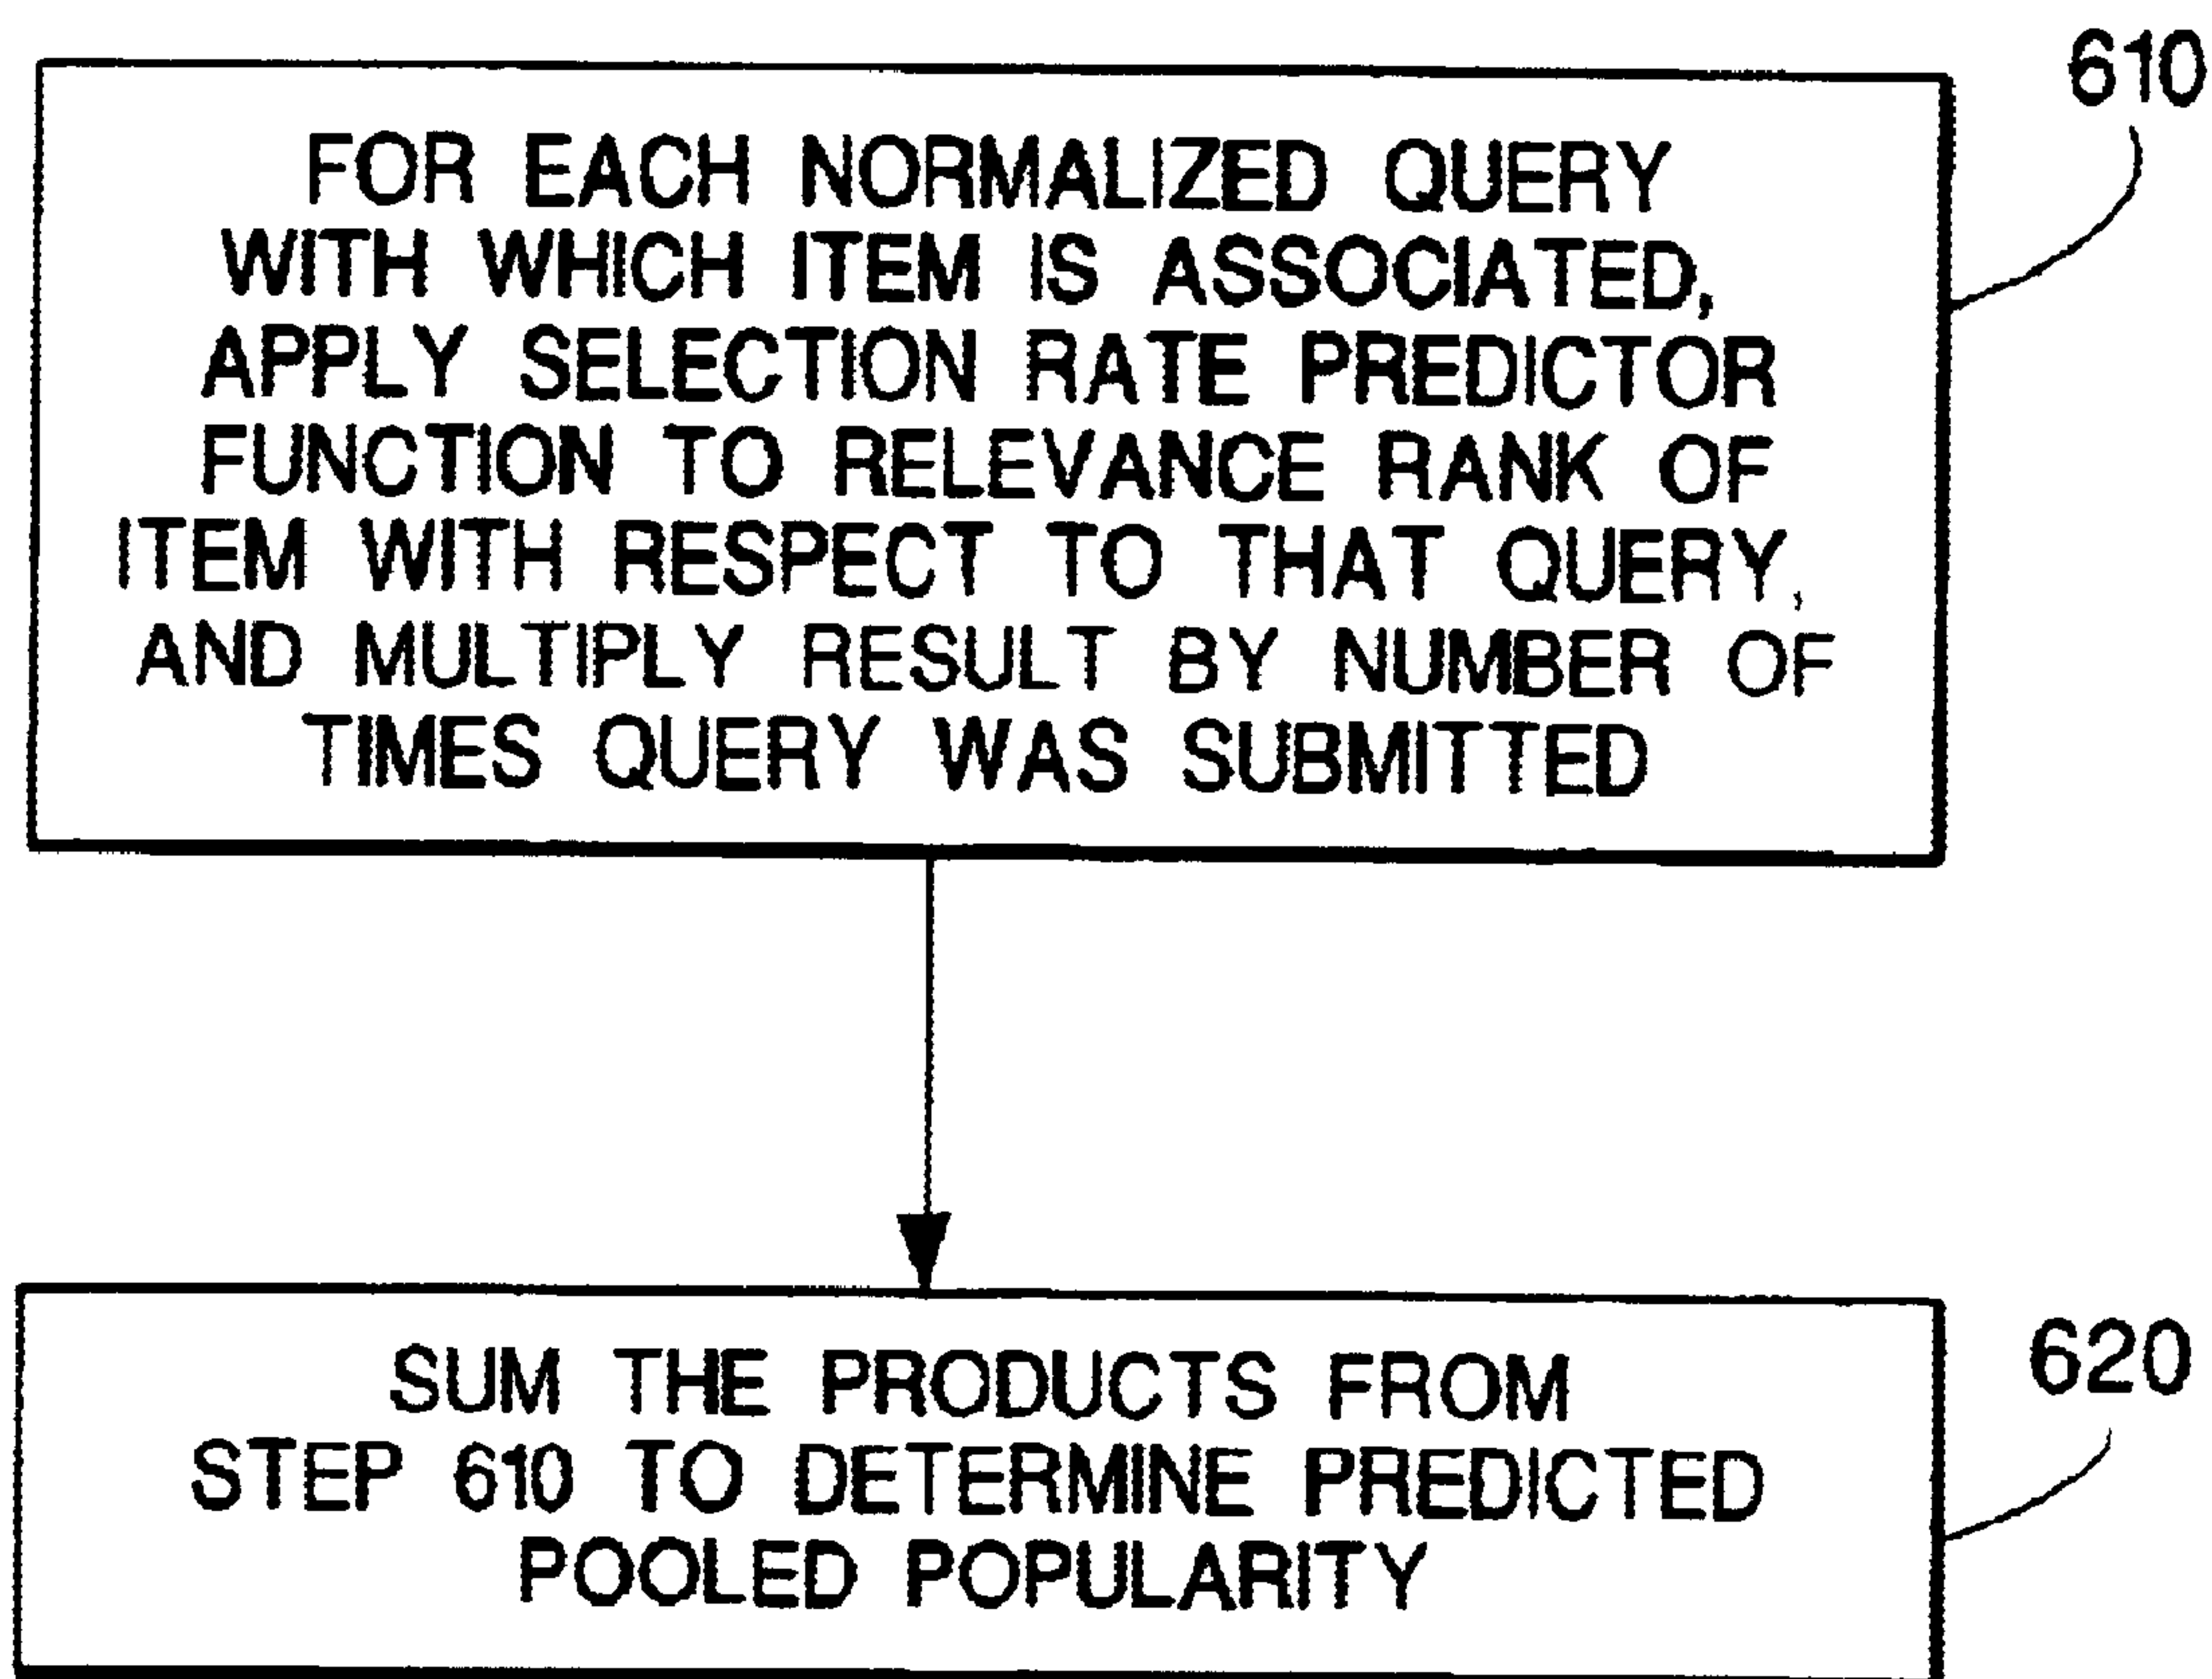 610
FOR EACH NORMALIZED QUERY
WITH WHICH ITEM IS ASSOCIATED,
APPLY SELECTION RATE PREDICTOR
FUNCTION TO RELEVANCE RANK OF
ITEM WITH RESPECT TO THAT QUERY,
AND MULTIPLY RESULT BY NUMBER OF
TIMES QUERY WAS SUBMITTED
620
SUM THE PRODUCTS FROM
STEP 610 TO DETERMINE PREDICTED
POOLED POPULARITY